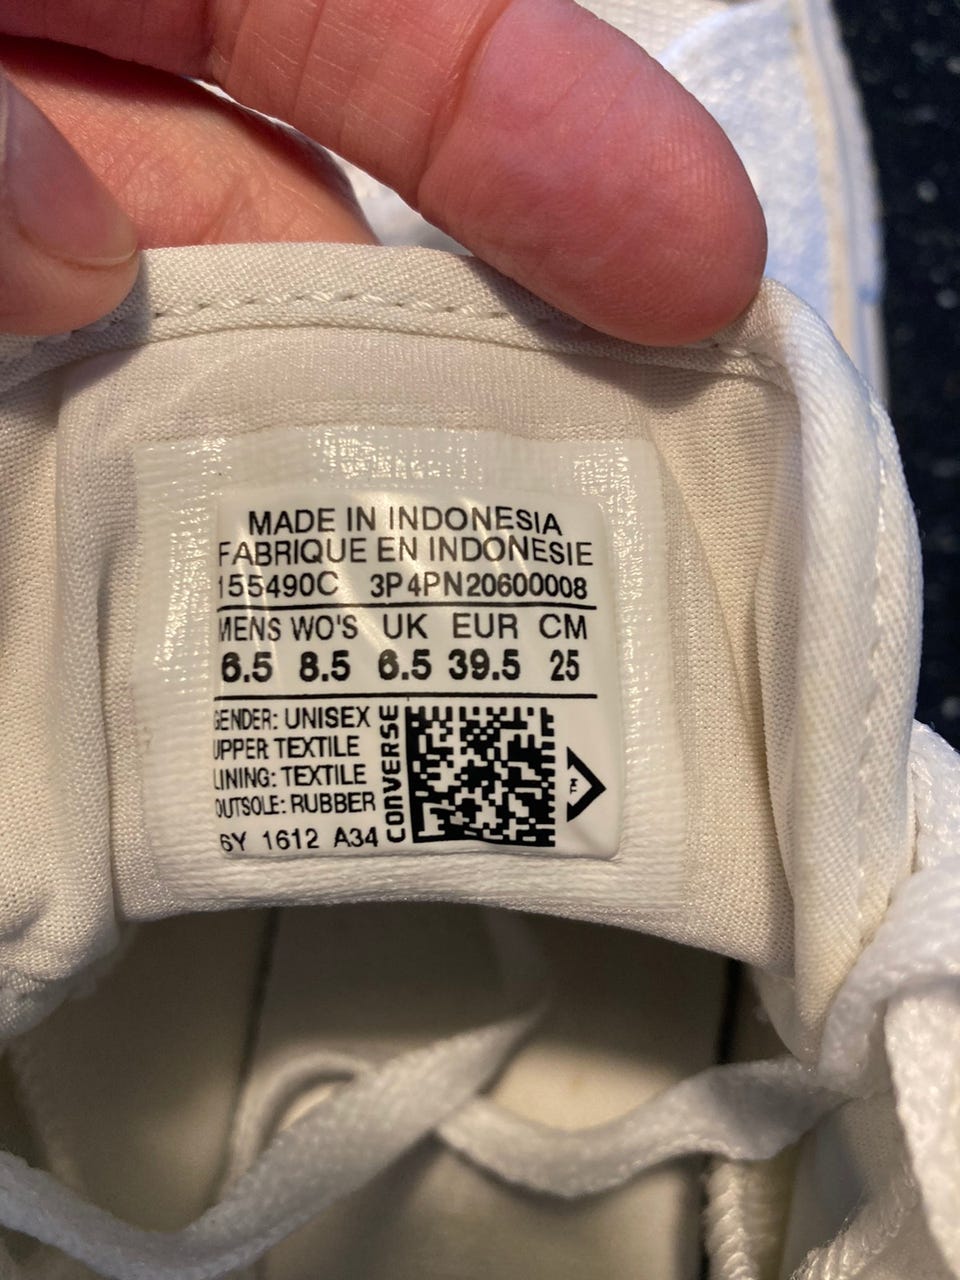 MADE IN INDONESIA
FABRIQUE EN INDONESIE
155490C 3P4PN20600008
MENS WO'S UK EUR CM
6.5 8.5 6.5 39.5 25
GENDER: UNISEX
UPPER TEXTILE
LINING: TEXTILE
OUTSOLE: RUBBER
6Y 1612 A34
CONVERSE
E